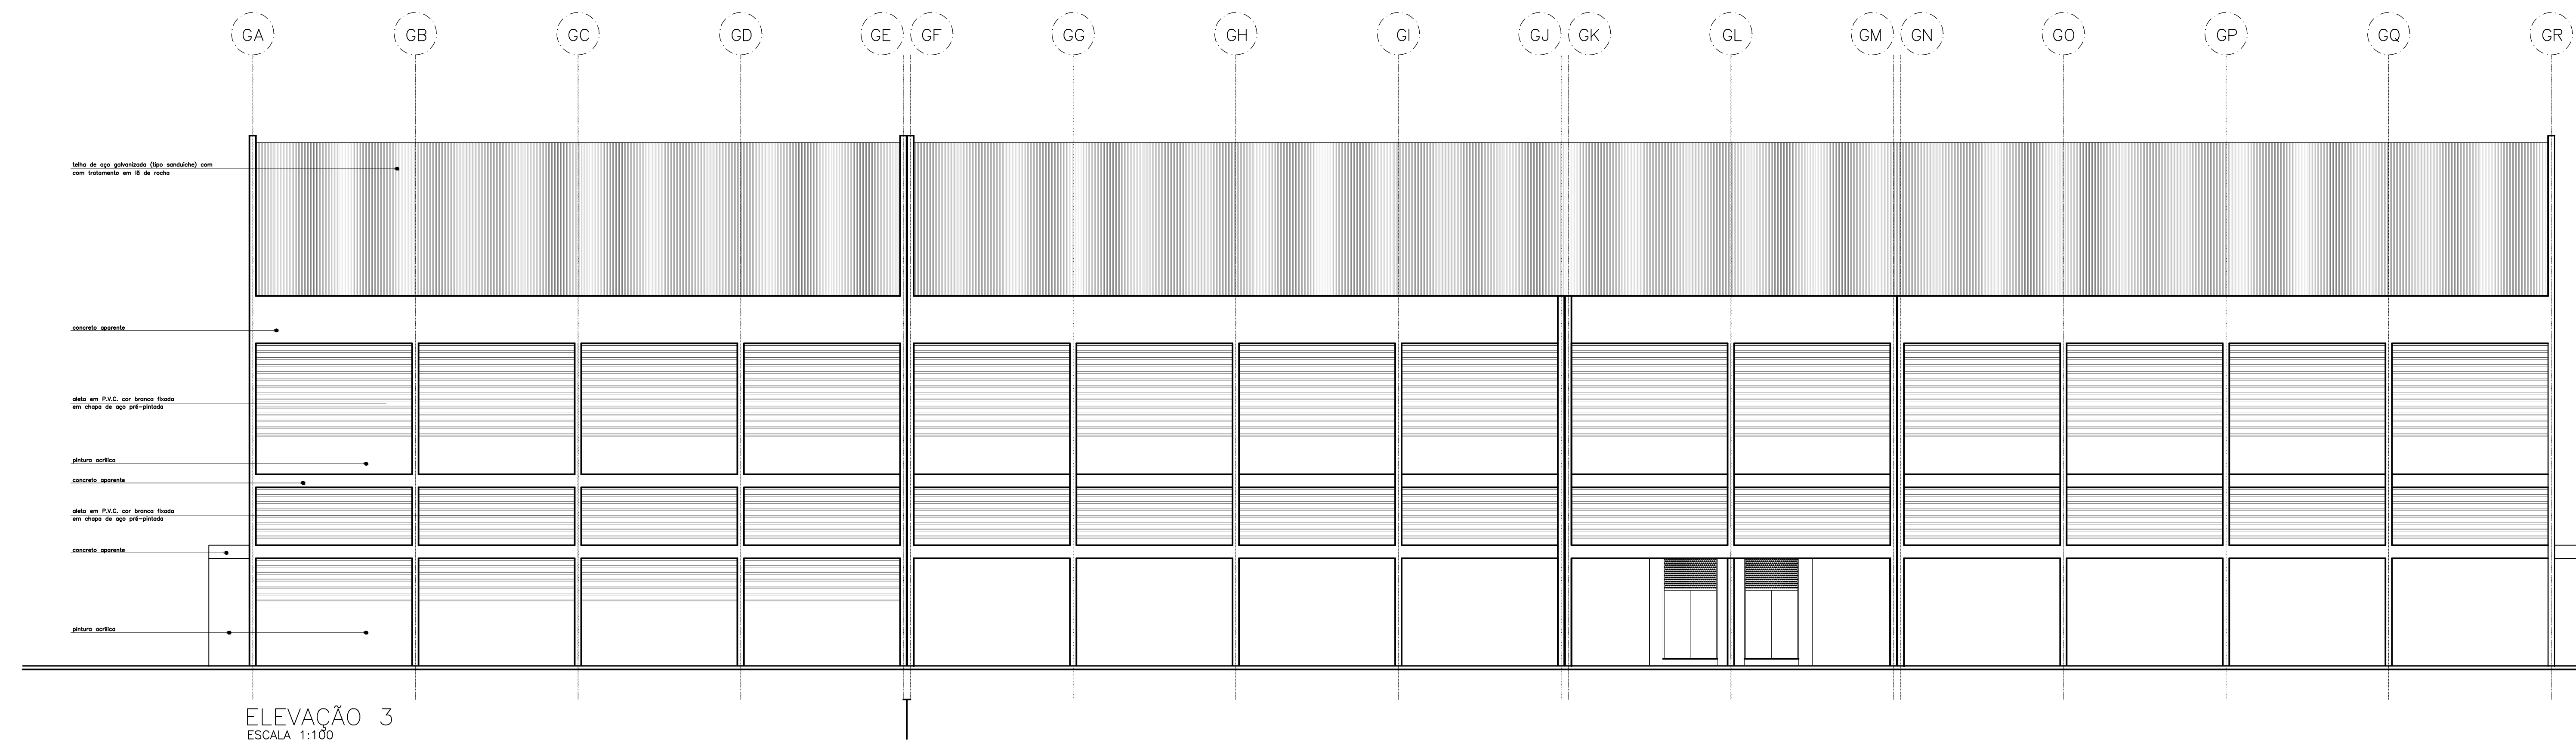 GA GB GC GD GE GF GG GH GI GJ GK GL GM GN GO GP GQ GR
telha de aço galvanizada (tipo sanduiche) com
com tratamento em lã de rocha
concreto aparente
aleta em P.V.C. cor branca fixada
em chapa de aço pré-pintada
pintura acrílica
concreto aparente
aleta em P.V.C. cor branca fixada
em chapa de aço pré-pintada
concreto aparente
pintura acrílica
ELEVAÇÃO 3
ESCALA 1:100